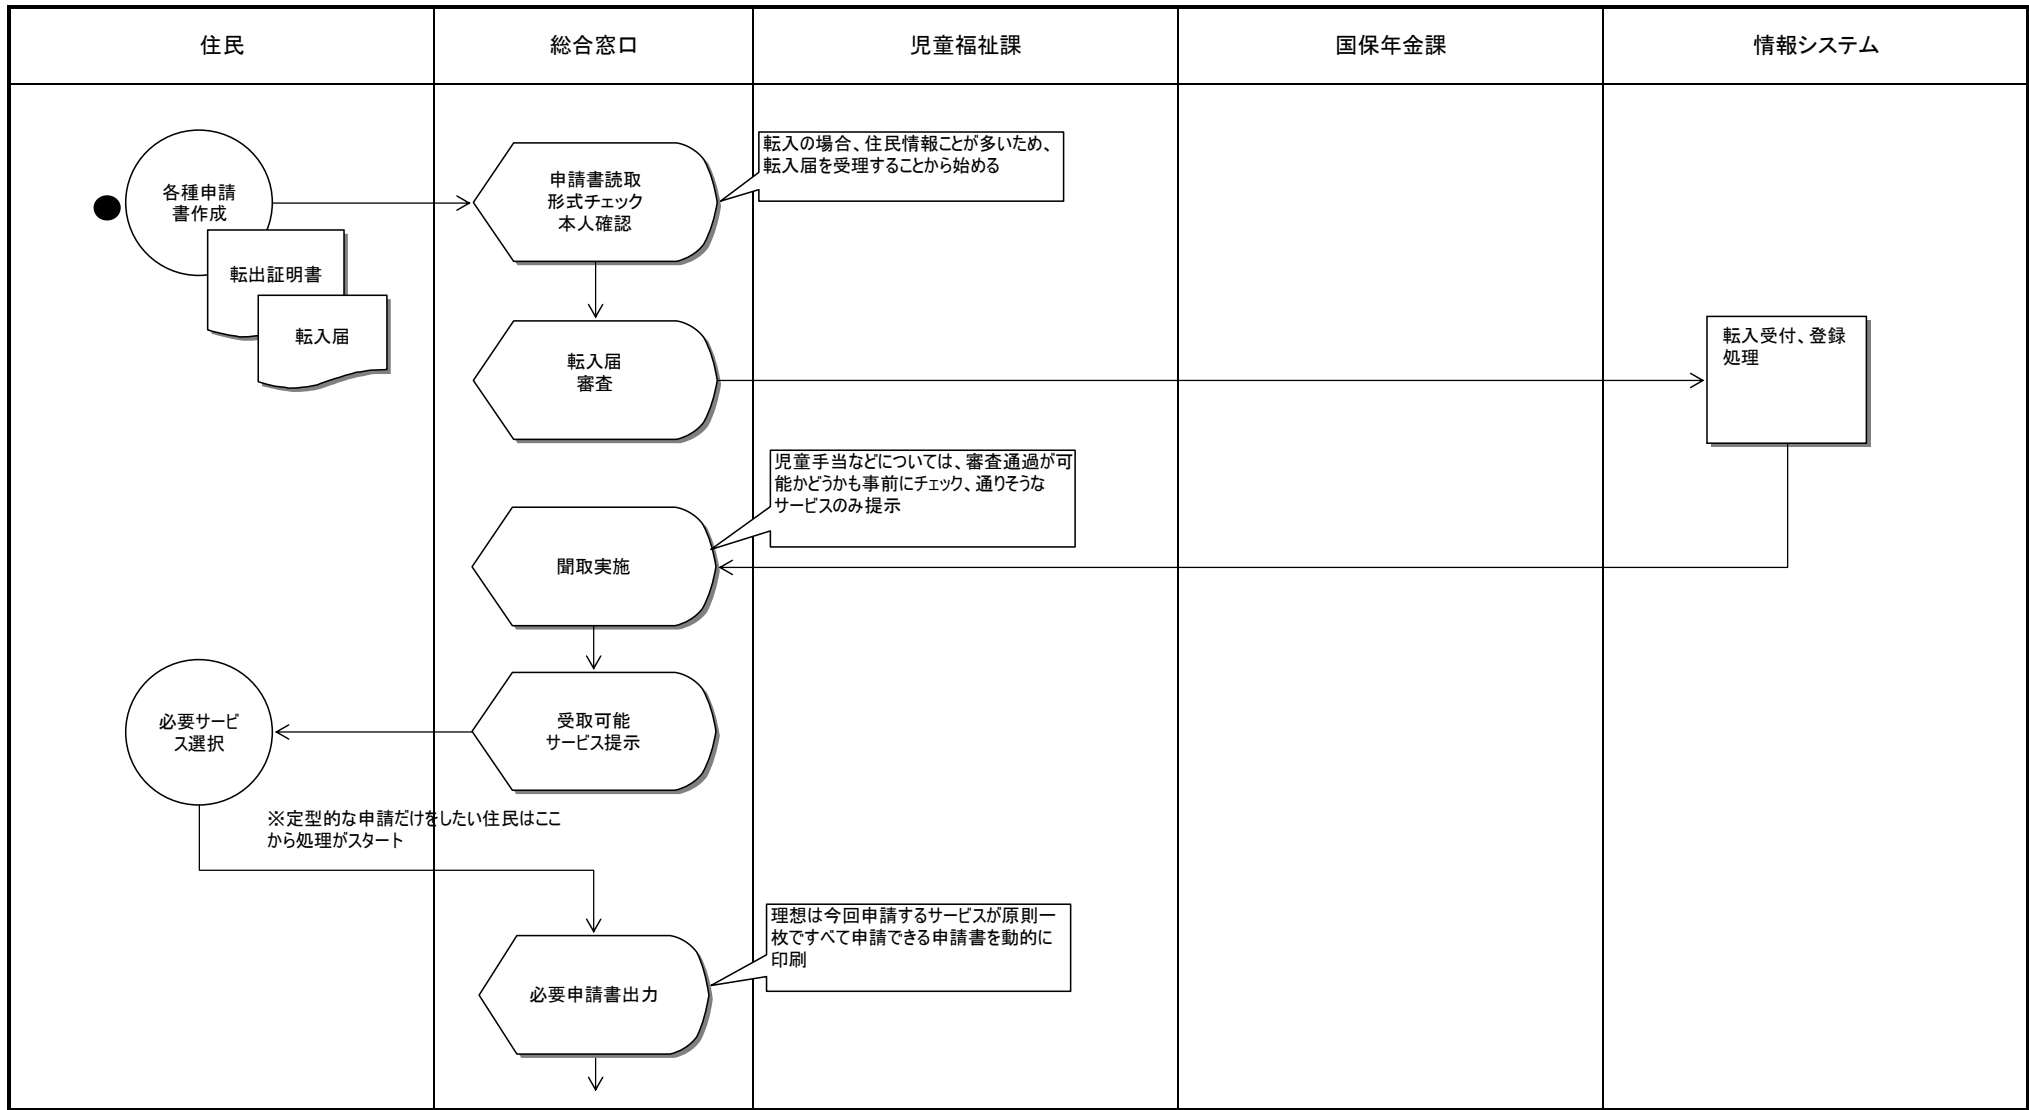 住民
総合窓口
児童福祉課
国保年金課
情報システム
各種申請
書作成
転出証明書
転入届
申請書読取
形式チェック
本人確認
転入の場合、住民情報ことが多いため、
転入届を受理することから始める
転入届
審査
転入受付、登録
処理
児童手当などについては、審査通過が可
能かどうかも事前にチェック、通りそうな
サービスのみ提示
聞取実施
必要サービ
ス選択
受取可能
サービス提示
※定型的な申請だけをしたい住民はここ
から処理がスタート
理想は今回申請するサービスが原則一
枚ですべて申請できる申請書を動的に
印刷
必要申請書出力